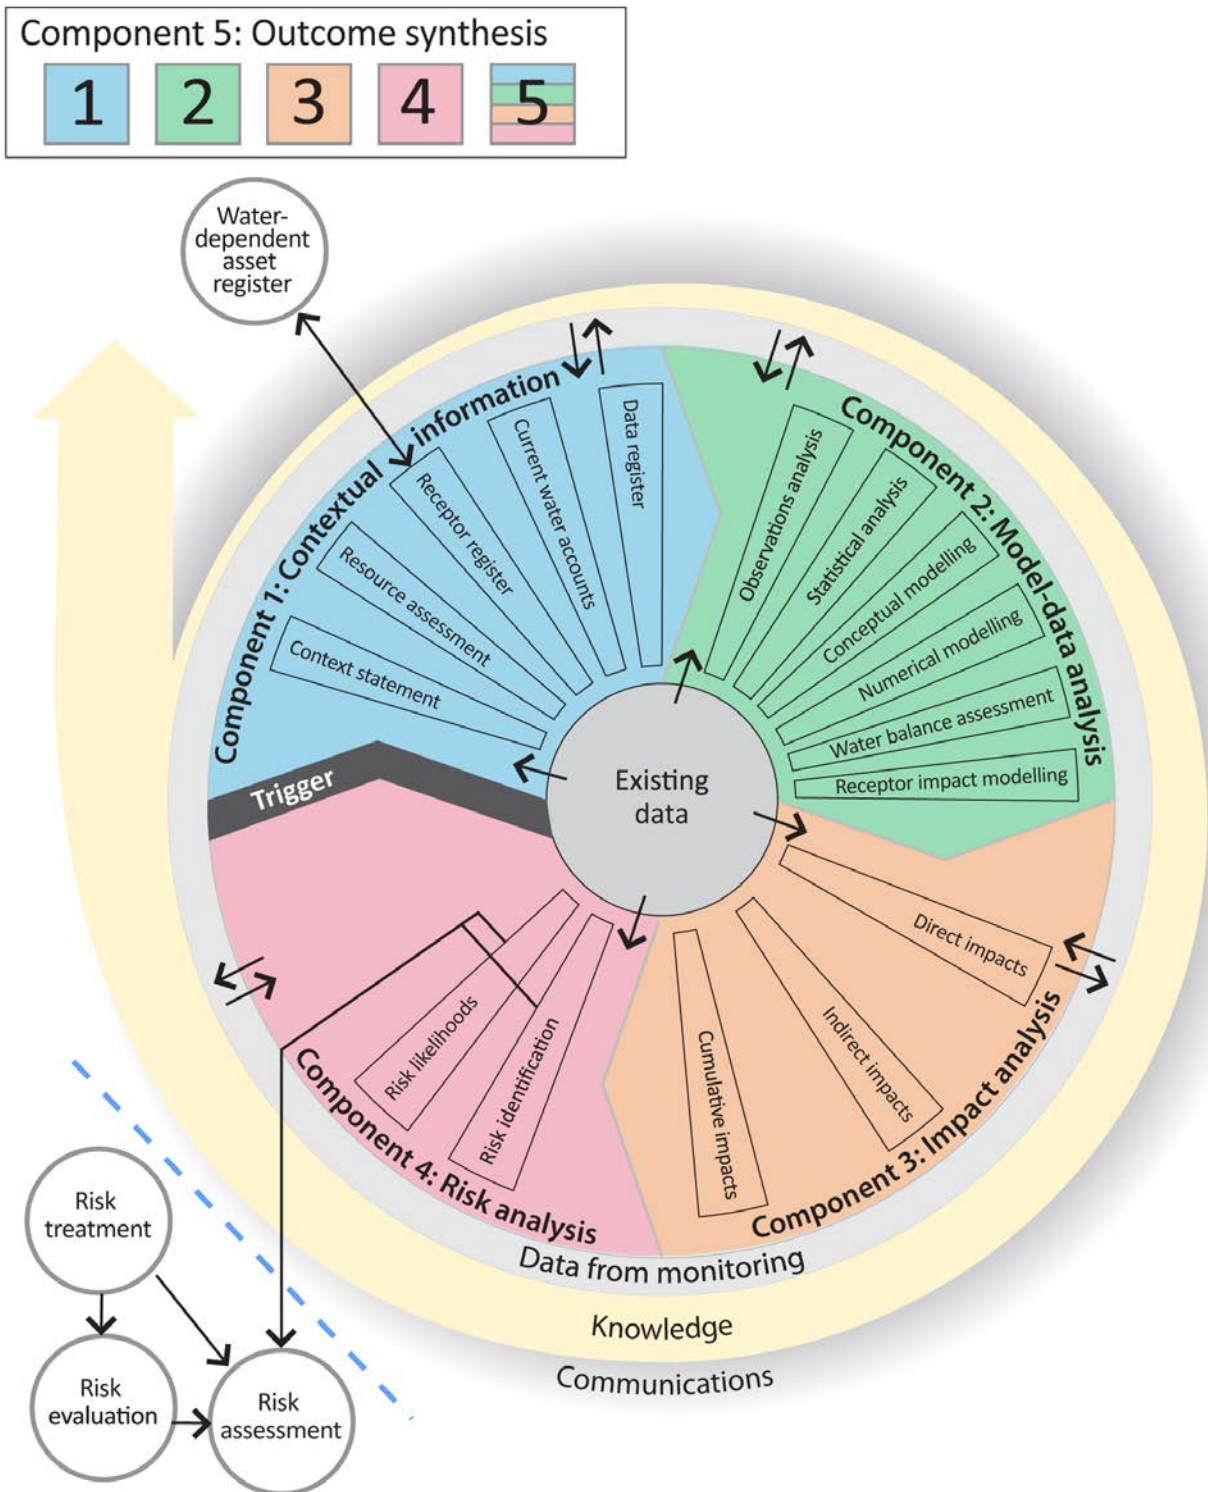 Component 5: Outcome synthesis
1 2 3 4 5
Water-
dependent
asset
register
Component 1: Contextual information
Context statement
Resource assessment
Receptor register
Current water accounts
Data register
Component 2: Model-data analysis
Observations analysis
Statistical analysis
Conceptual modelling
Numerical modelling
Water balance assessment
Receptor impact modelling
Trigger
Existing
data
Component 3: Impact analysis
Direct impacts
Indirect impacts
Cumulative impacts
Component 4: Risk analysis
Risk likelihoods
Risk identification
Data from monitoring
Knowledge
Communications
Risk
treatment
Risk
evaluation
Risk
assessment